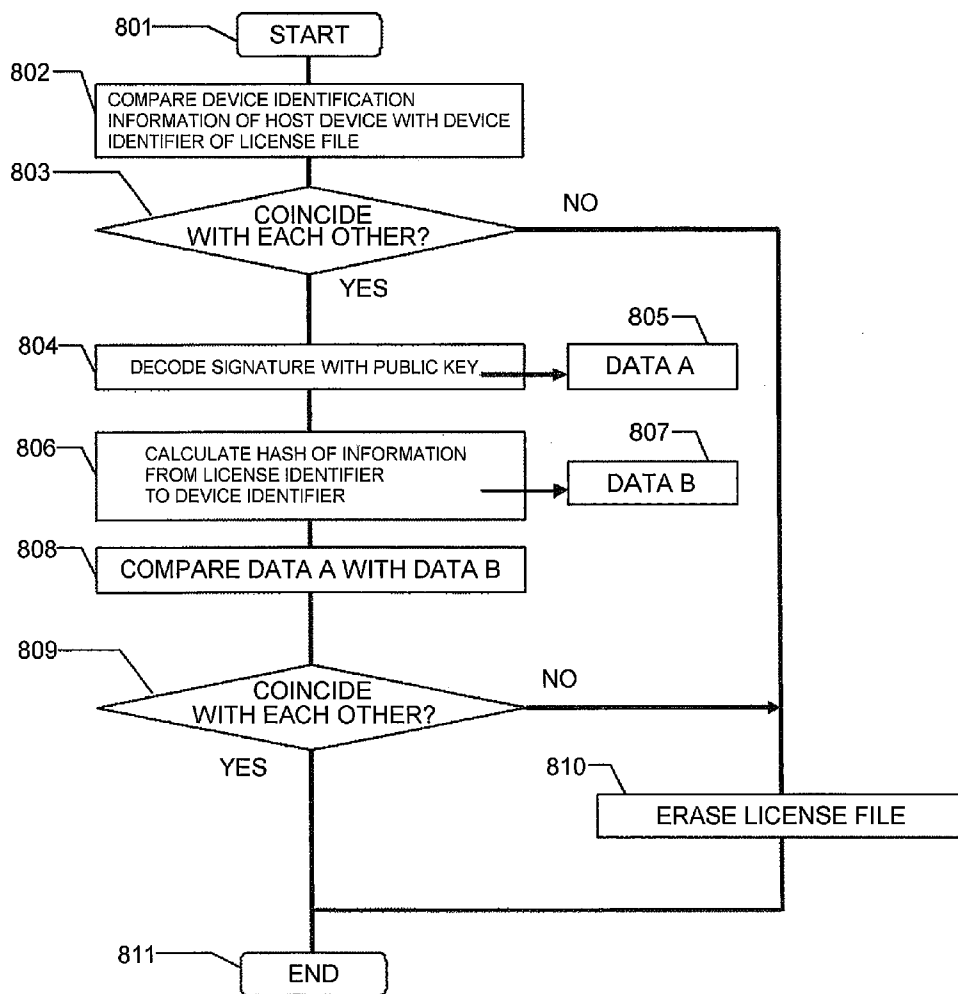 801
START
802
COMPARE DEVICE IDENTIFICATION
INFORMATION OF HOST DEVICE WITH DEVICE
IDENTIFIER OF LICENSE FILE
803
COINCIDE
WITH EACH OTHER?
NO
YES
804
DECODE SIGNATURE WITH PUBLIC KEY
805
DATA A
806
CALCULATE HASH OF INFORMATION
FROM LICENSE IDENTIFIER
TO DEVICE IDENTIFIER
807
DATA B
808
COMPARE DATA A WITH DATA B
809
COINCIDE
WITH EACH OTHER?
NO
YES
810
ERASE LICENSE FILE
811
END